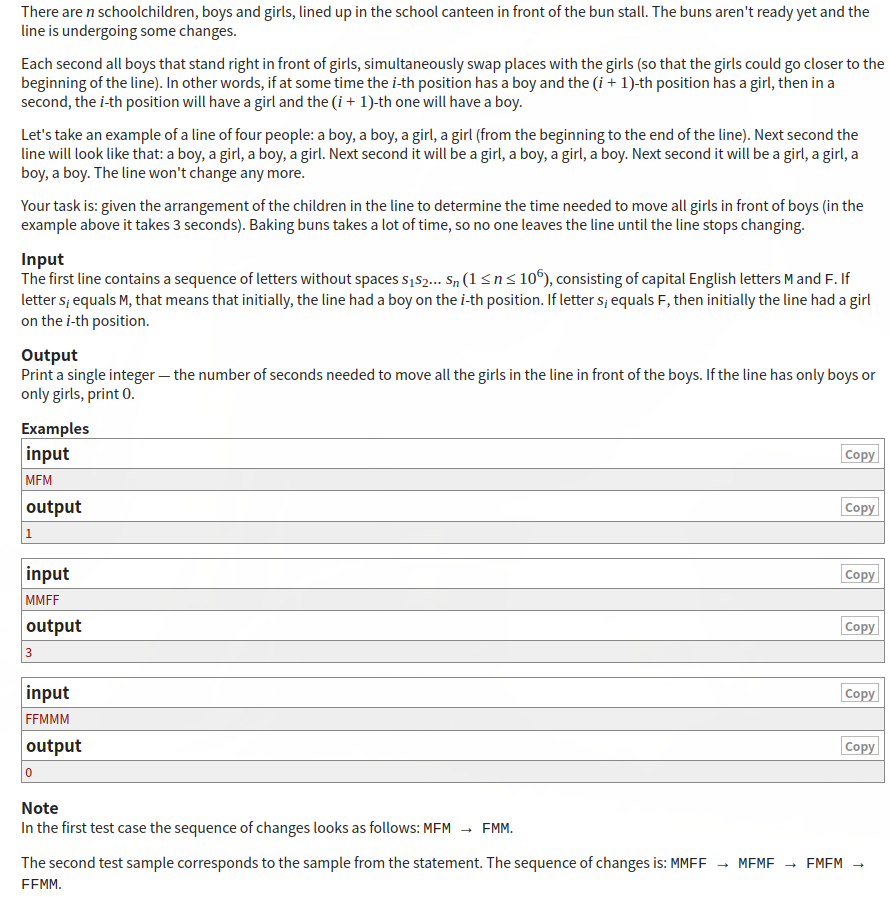 There are n schoolchildren, boys and girls, lined up in the school canteen in front of the bun stall. The buns aren't ready yet and the
line is undergoing some changes.
Each second all boys that stand right in front of girls, simultaneously swap places with the girls (so that the girls could go closer to the
beginning of the line). In other words, if at some time the i-th position has a boy and the (i + 1)-th position has a girl, then in a
second, the i-th position will have a girl and the (i + 1)-th one will have a boy.
Let's take an example of a line of four people: a boy, a boy, a girl, a girl (from the beginning to the end of the line). Next second the
line will look like that: a boy, a girl, a boy, a girl. Next second it will be a girl, a boy, a girl, a boy. Next second it will be a girl, a girl, a
boy, a boy. The line won't change any more.
Your task is: given the arrangement of the children in the line to determine the time needed to move all girls in front of boys (in the
example above it takes 3 seconds). Baking buns takes a lot of time, so no one leaves the line until the line stops changing.
Input
The first line contains a sequence of letters without spaces s₁s₂... sₙ (1 ≤ n ≤ 10⁶), consisting of capital English letters M and F. If
letter sᵢ equals M, that means that initially, the line had a boy on the i-th position. If letter sᵢ equals F, then initially the line had a girl
on the i-th position.
Output
Print a single integer — the number of seconds needed to move all the girls in the line in front of the boys. If the line has only boys or
only girls, print 0.
Examples
input Copy
MFM
output Copy
1
input Copy
MMFF
output Copy
3
input Copy
FFMMM
output Copy
0
Note
In the first test case the sequence of changes looks as follows: MFM → FMM.
The second test sample corresponds to the sample from the statement. The sequence of changes is: MMFF → MFMF → FMFM →
FFMM.